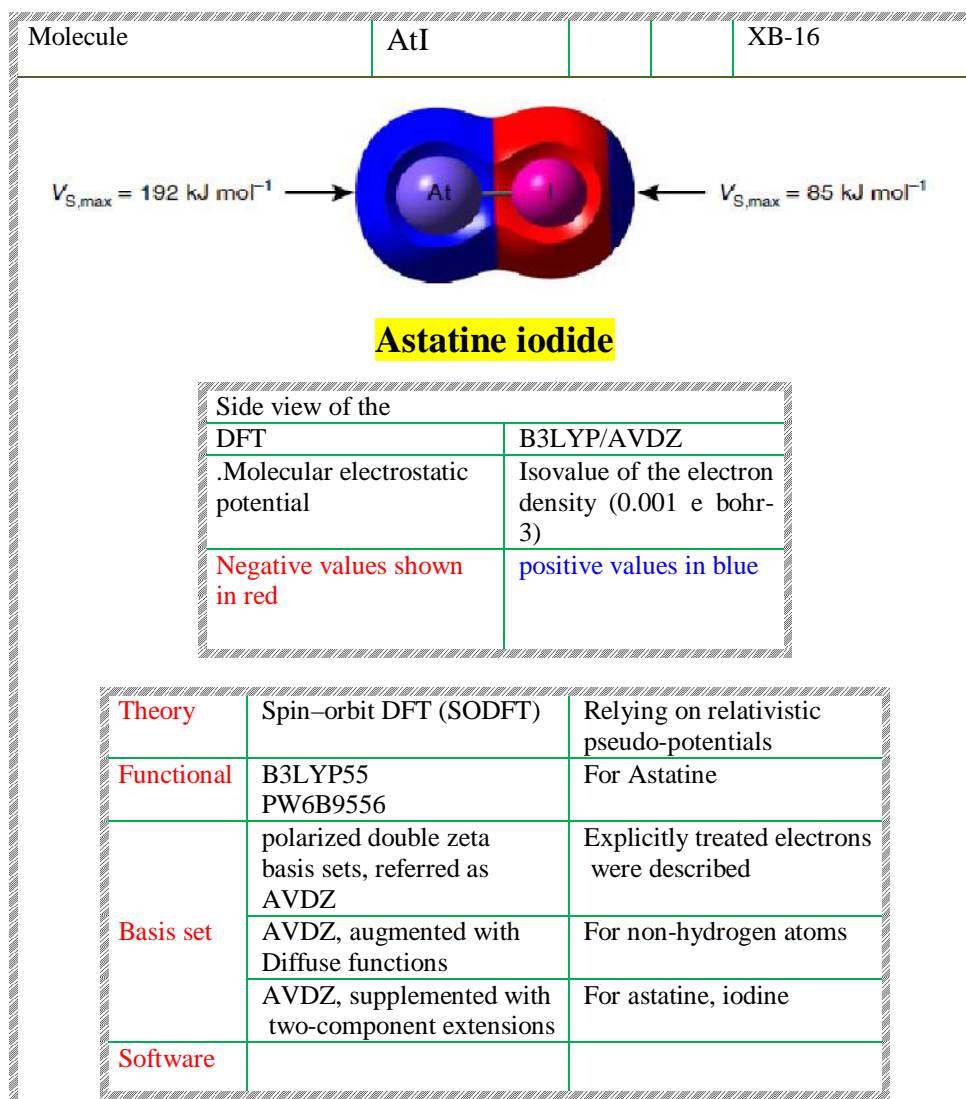 Molecule AtI XB-16
V_S,max = 192 kJ mol⁻¹ At I V_S,max = 85 kJ mol⁻¹
Astatine iodide
Side view of the
DFT B3LYP/AVDZ
.Molecular electrostatic Isovalue of the electron
potential density (0.001 e bohr-
3)
Negative values shown positive values in blue
in red
Theory Spin–orbit DFT (SODFT) Relying on relativistic
pseudo-potentials
Functional B3LYP55 For Astatine
PW6B9556
polarized double zeta Explicitly treated electrons
basis sets, referred as were described
AVDZ
Basis set AVDZ, augmented with For non-hydrogen atoms
Diffuse functions
AVDZ, supplemented with For astatine, iodine
two-component extensions
Software